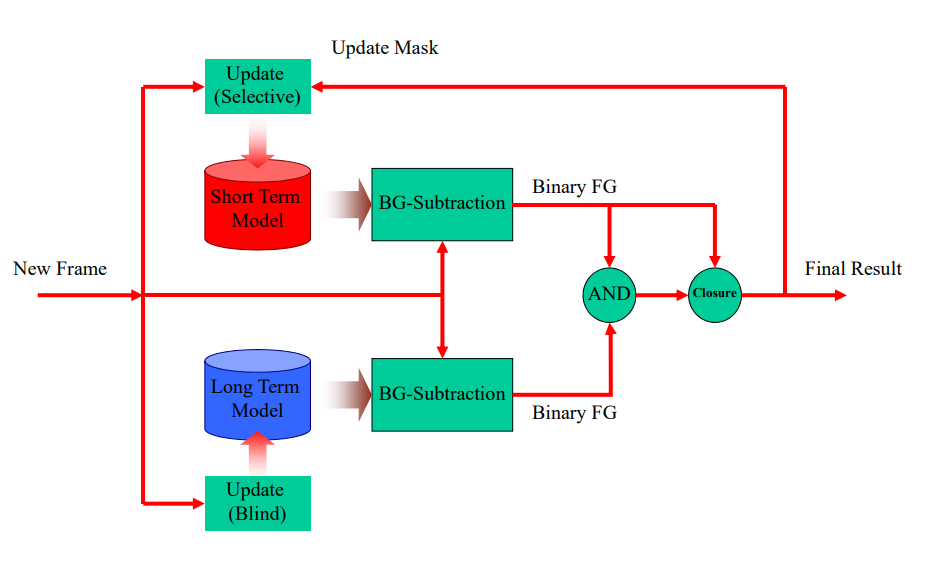 Update Mask
Update
(Selective)
Short Term
Model
BG-Subtraction
Binary FG
New Frame
AND
Closure
Final Result
Long Term
Model
BG-Subtraction
Binary FG
Update
(Blind)